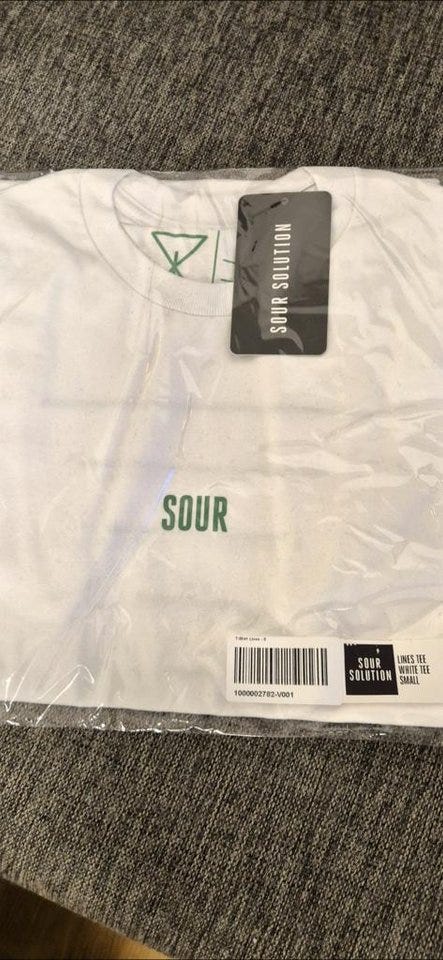 SOUR SOLUTION
SOUR
T-Shirt Lines - S
1000002782-V001
SOUR
SOLUTION
LINES TEE
WHITE TEE
SMALL